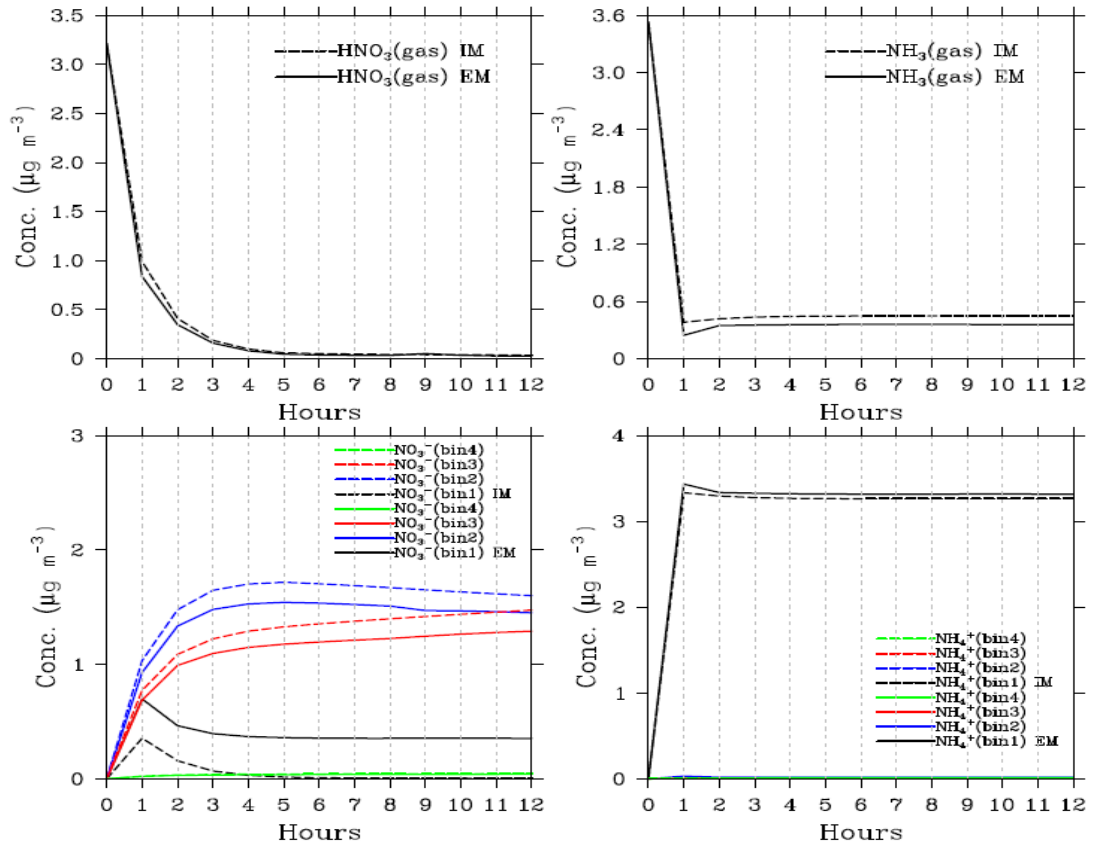 Conc. (μg m⁻³)
3.5
3.0
2.5
2.0
1.5
1.0
0.5
0
HNO₃(gas) IM
HNO₃(gas) EM
0 1 2 3 4 5 6 7 8 9 10 11 12
Hours
Conc. (μg m⁻³)
3.6
3.0
2.4
1.8
1.2
0.6
0
NH₃(gas) IM
NH₃(gas) EM
0 1 2 3 4 5 6 7 8 9 10 11 12
Hours
Conc. (μg m⁻³)
3
2
1
0
NO₃⁻(bin4)
NO₃⁻(bin3)
NO₃⁻(bin2)
NO₃⁻(bin1) IM
NO₃⁻(bin4)
NO₃⁻(bin3)
NO₃⁻(bin2)
NO₃⁻(bin1) EM
0 1 2 3 4 5 6 7 8 9 10 11 12
Hours
Conc. (μg m⁻³)
4
3
2
1
0
NH₄⁺(bin4)
NH₄⁺(bin3)
NH₄⁺(bin2)
NH₄⁺(bin1) IM
NH₄⁺(bin4)
NH₄⁺(bin3)
NH₄⁺(bin2)
NH₄⁺(bin1) EM
0 1 2 3 4 5 6 7 8 9 10 11 12
Hours